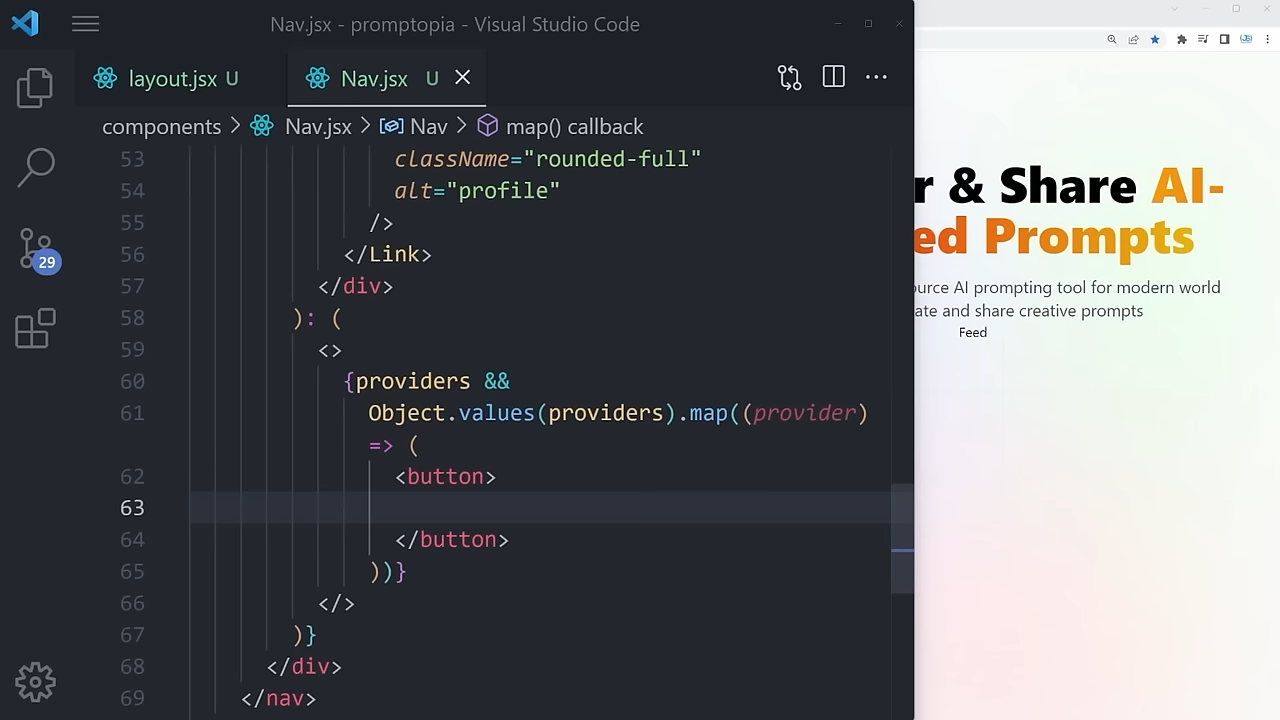 Nav.jsx - promptopia - Visual Studio Code
layout.jsx U
Nav.jsx U
components > Nav.jsx > Nav > map() callback
53 className="rounded-full"
54 alt="profile"
55 />
56 </Link>
57 </div>
58 ): (
59 <>
60 {providers &&
61 Object.values(providers).map((provider)
=> (
62 <button>
63
64 </button>
65 ))}
66 </>
67 )}
68 </div>
69 </nav>
29
r & Share AI-
ed Prompts
ource AI prompting tool for modern world
ate and share creative prompts
Feed